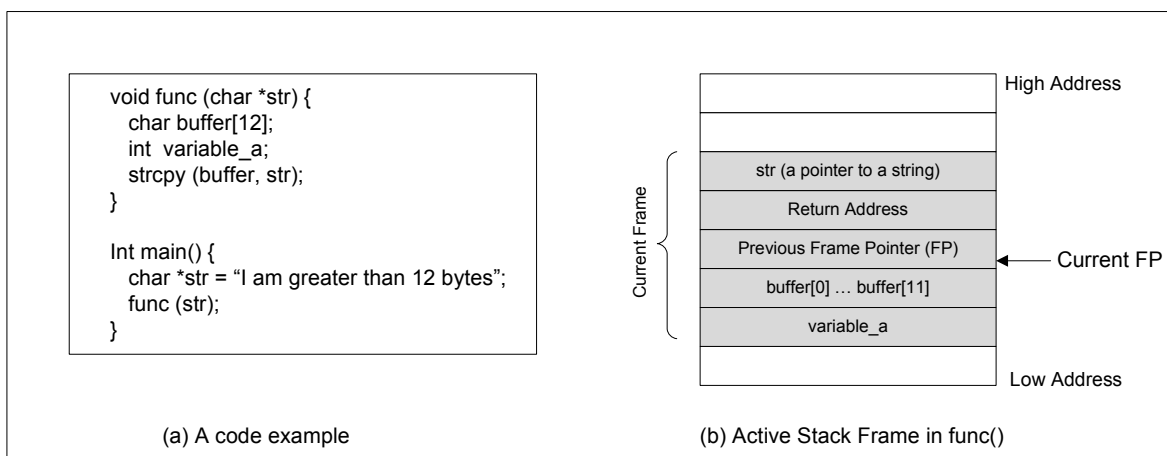 void func (char *str) {
char buffer[12];
int variable_a;
strcpy (buffer, str);
}
Int main() {
char *str = “I am greater than 12 bytes”;
func (str);
}
(a) A code example
High Address
str (a pointer to a string)
Return Address
Previous Frame Pointer (FP)
buffer[0] … buffer[11]
variable_a
Current Frame
Current FP
Low Address
(b) Active Stack Frame in func()